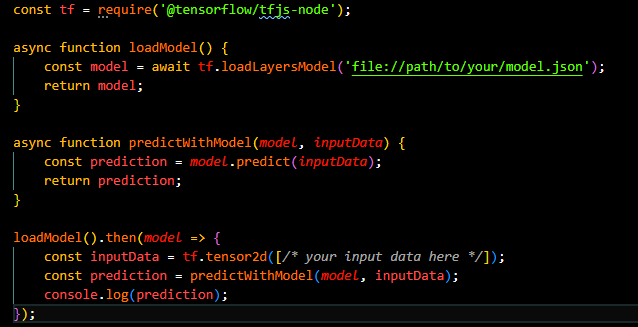 const tf = require('@tensorflow/tfjs-node');
async function loadModel() {
const model = await tf.loadLayersModel('file://path/to/your/model.json');
return model;
}
async function predictWithModel(model, inputData) {
const prediction = model.predict(inputData);
return prediction;
}
loadModel().then(model => {
const inputData = tf.tensor2d([/* your input data here */]);
const prediction = predictWithModel(model, inputData);
console.log(prediction);
});